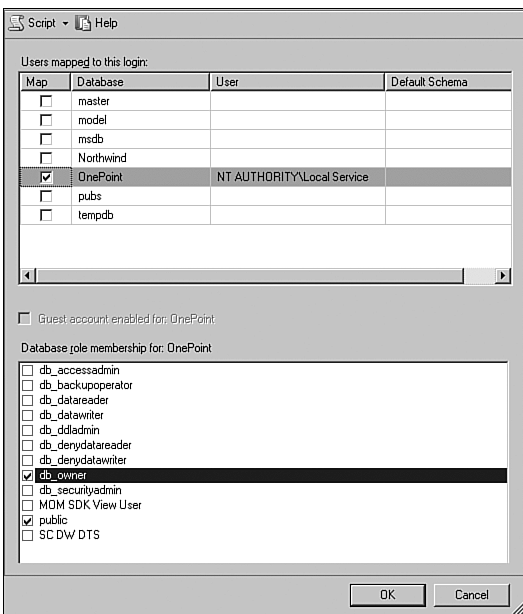 Script Help
Users mapped to this login:
Map Database User Default Schema
master
model
msdb
Northwind
OnePoint NT AUTHORITY\Local Service
pubs
tempdb
Guest account enabled for: OnePoint
Database role membership for: OnePoint
db_accessadmin
db_backupoperator
db_datareader
db_datawriter
db_ddladmin
db_denydatareader
db_denydatawriter
db_owner
db_securityadmin
MOM SDK View User
public
SC DW DTS
OK Cancel